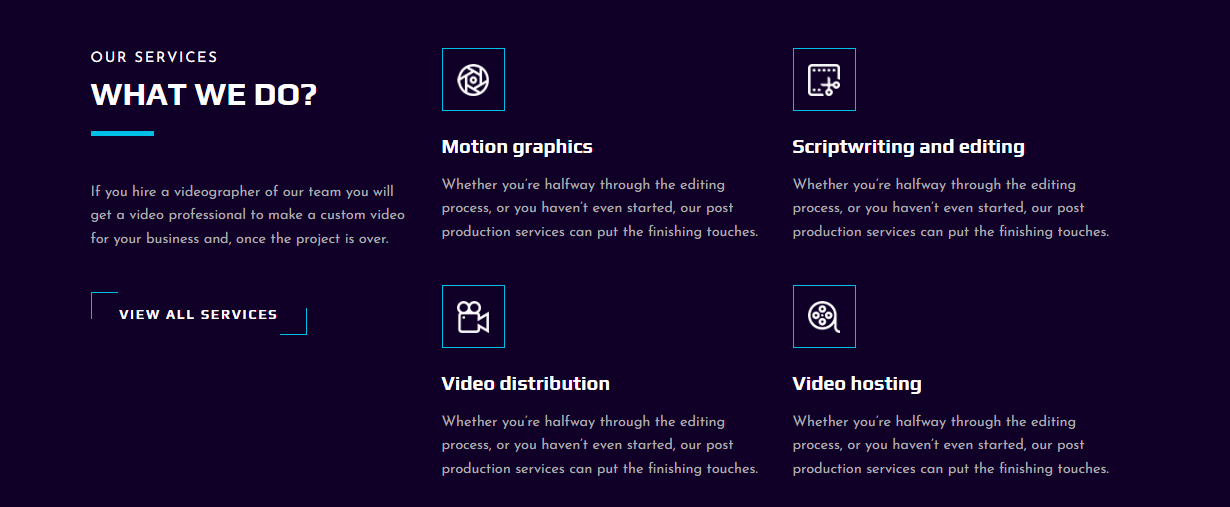 OUR SERVICES
WHAT WE DO?
If you hire a videographer of our team you will
get a video professional to make a custom video
for your business and, once the project is over.
VIEW ALL SERVICES
Motion graphics
Whether you're halfway through the editing
process, or you haven't even started, our post
production services can put the finishing touches.
Scriptwriting and editing
Whether you're halfway through the editing
process, or you haven't even started, our post
production services can put the finishing touches.
Video distribution
Whether you're halfway through the editing
process, or you haven't even started, our post
production services can put the finishing touches.
Video hosting
Whether you're halfway through the editing
process, or you haven't even started, our post
production services can put the finishing touches.